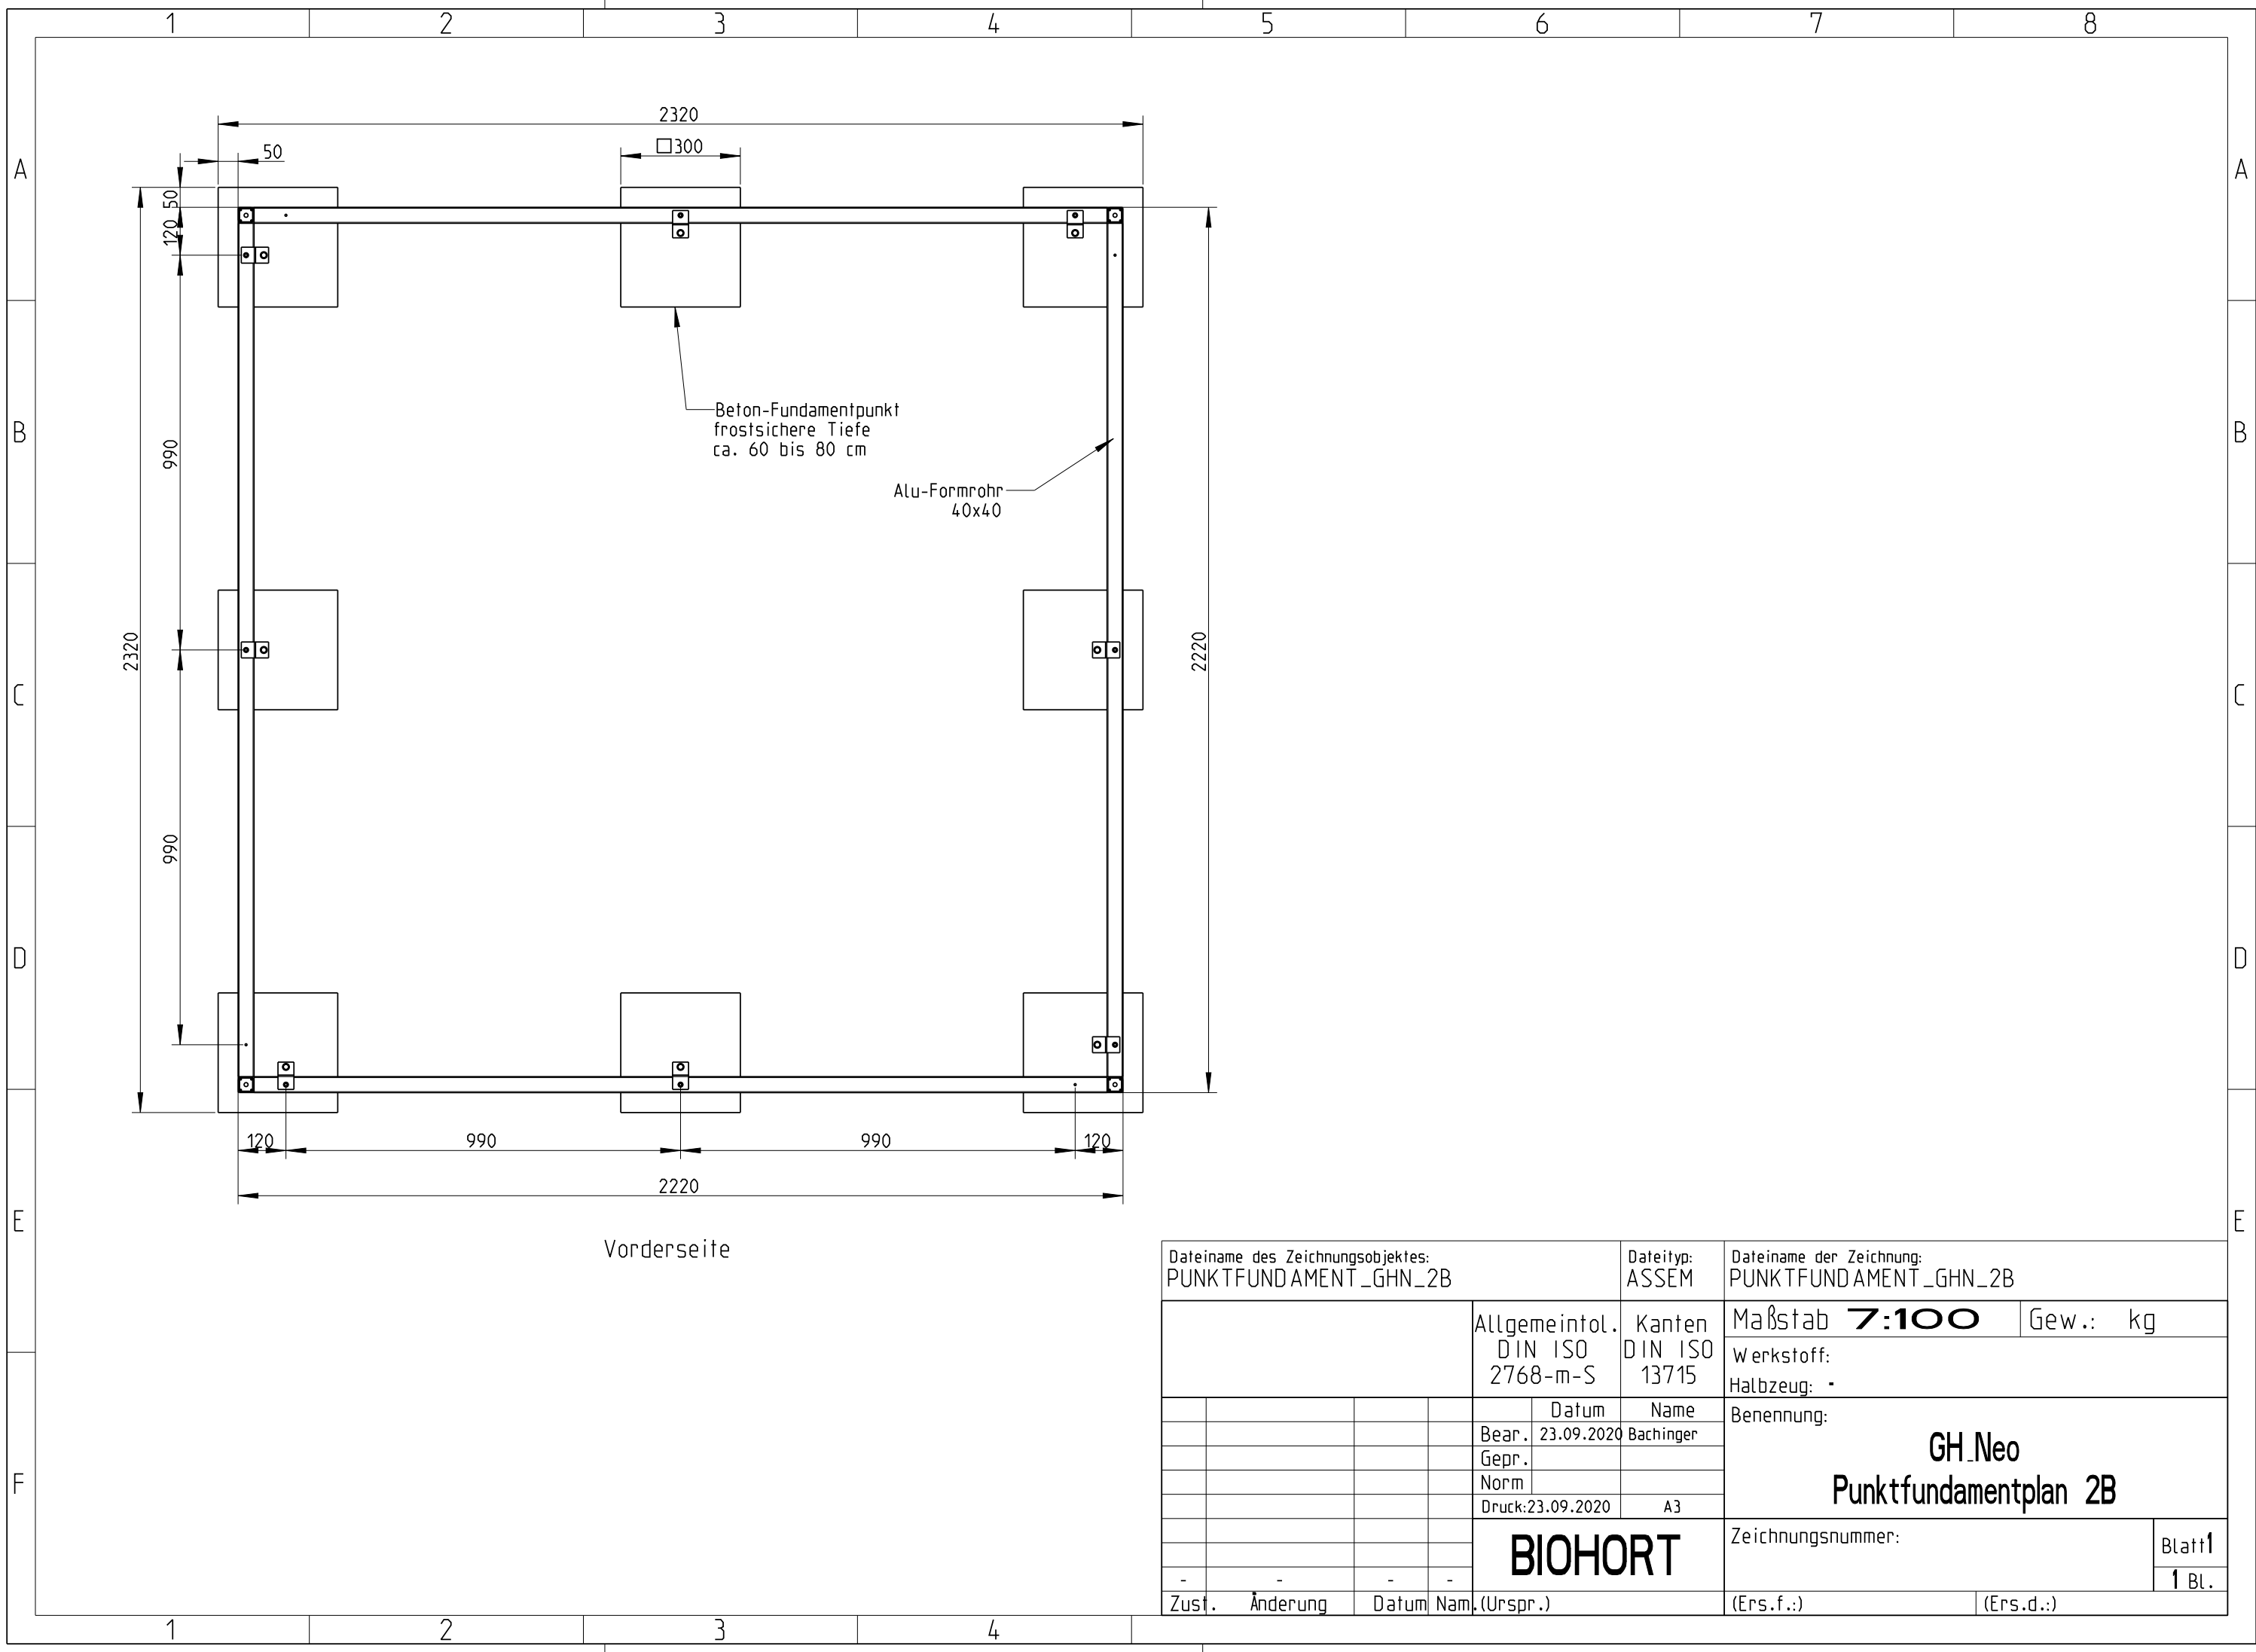 1 2 3 4 5 6 7 8
A A
B B
C C
D D
E E
F
2320
□300
50
50
120
990
2320
990
2220
Beton-Fundamentpunkt
frostsichere Tiefe
ca. 60 bis 80 cm
Alu-Formrohr
40x40
120 990 990 120
2220
Vorderseite
Dateiname des Zeichnungsobjektes:
PUNKTFUNDAMENT_GHN_2B
Dateityp:
ASSEM
Dateiname der Zeichnung:
PUNKTFUNDAMENT_GHN_2B
Allgemeintol.
DIN ISO
2768-m-S
Kanten
DIN ISO
13715
Maßstab 7:100
Gew.: kg
Werkstoff:
Halbzeug: -
Datum Name
Bear. 23.09.2020 Bachinger
Gepr.
Norm
Druck:23.09.2020 A3
Benennung:
GH_Neo
Punktfundamentplan 2B
BIOHORT
Zeichnungsnummer:
Blatt1
1 Bl.
- - - -
Zust. Änderung Datum Nam. (Urspr.) (Ers.f.:) (Ers.d.:)
1 2 3 4